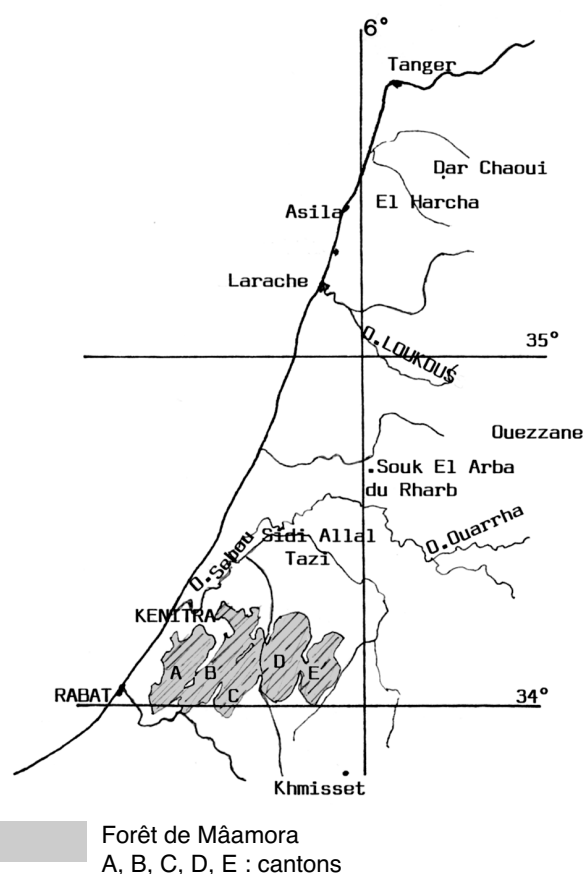 6°
Tanger
Dar Chaoui
El Harcha
Asila
Larache
O.LOUKOUS
35°
Ouezzane
.Souk El Arba
du Rharb
Sidi Allal
Tazi
O.Ouarrha
O.Sebou
KENITRA
A
B
C
D
E
RABAT
34°
Khmisset
Forêt de Mâamora
A, B, C, D, E : cantons